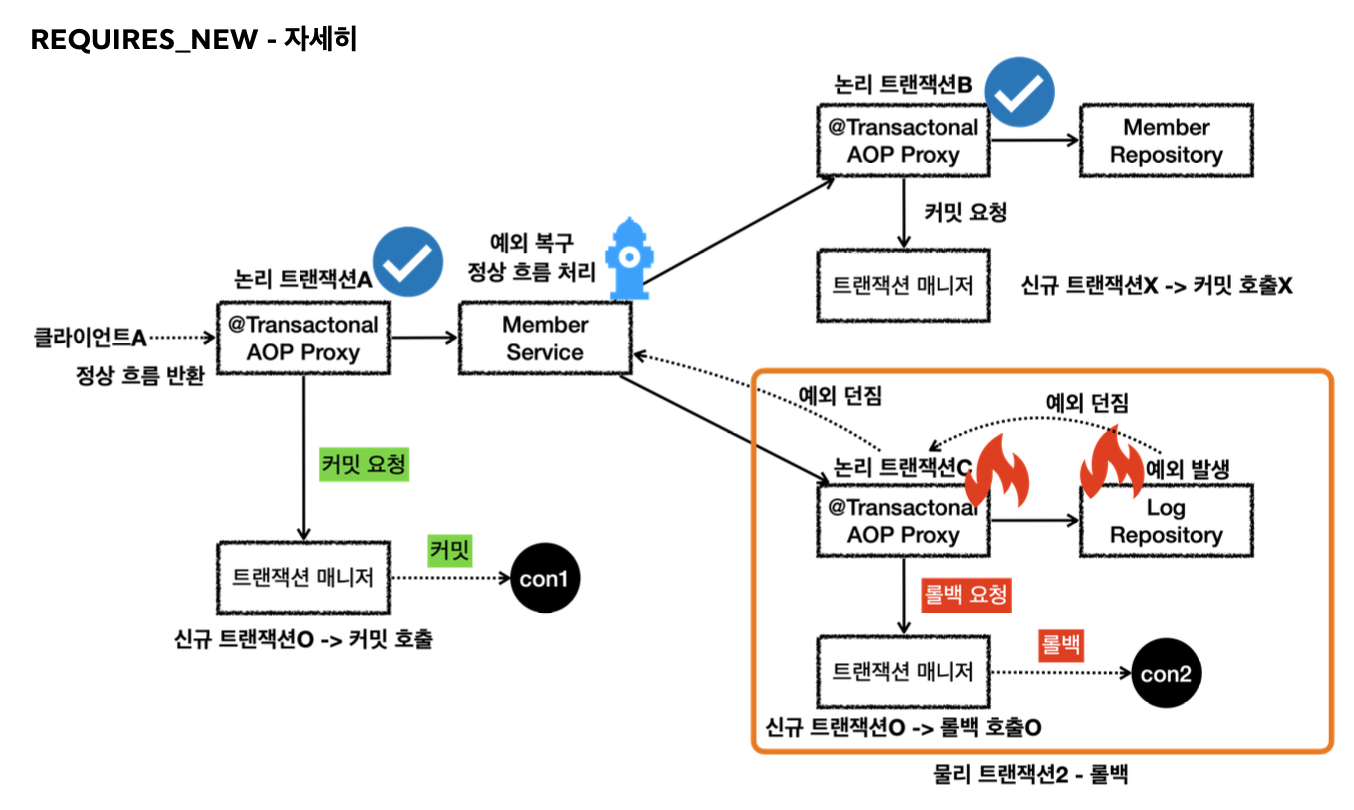 REQUIRES_NEW - 자세히
논리 트랜잭션B
@Transactonal
AOP Proxy
Member
Repository
커밋 요청
트랜잭션 매니저
신규 트랜잭션X -> 커밋 호출X
예외 복구
정상 흐름 처리
논리 트랜잭션A
클라이언트A
@Transactonal
AOP Proxy
Member
Service
정상 흐름 반환
커밋 요청
커밋
트랜잭션 매니저
con1
신규 트랜잭션O -> 커밋 호출
예외 던짐
예외 던짐
논리 트랜잭션C
예외 발생
@Transactonal
AOP Proxy
Log
Repository
롤백 요청
롤백
트랜잭션 매니저
con2
신규 트랜잭션O -> 롤백 호출O
물리 트랜잭션2 - 롤백